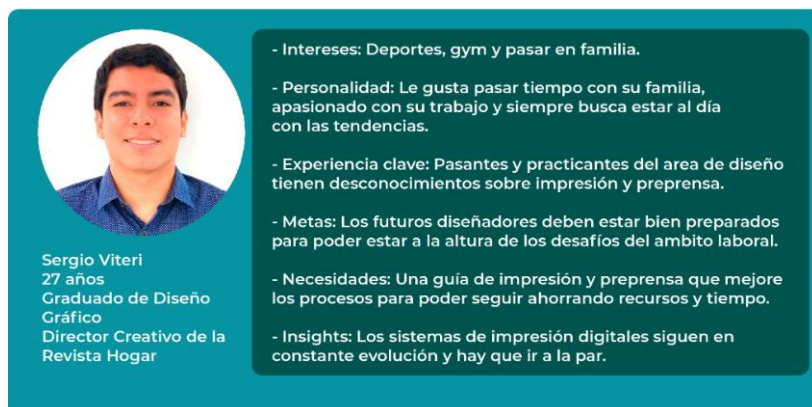 Sergio Viteri
27 años
Graduado de Diseño
Gráfico
Director Creativo de la
Revista Hogar
- Intereses: Deportes, gym y pasar en familia.
- Personalidad: Le gusta pasar tiempo con su familia,
apasionado con su trabajo y siempre busca estar al día
con las tendencias.
- Experiencia clave: Pasantes y practicantes del area de diseño
tienen desconocimientos sobre impresión y preprensa.
- Metas: Los futuros diseñadores deben estar bien preparados
para poder estar a la altura de los desafíos del ambito laboral.
- Necesidades: Una guía de impresión y preprensa que mejore
los procesos para poder seguir ahorrando recursos y tiempo.
- Insights: Los sistemas de impresión digitales siguen en
constante evolución y hay que ir a la par.